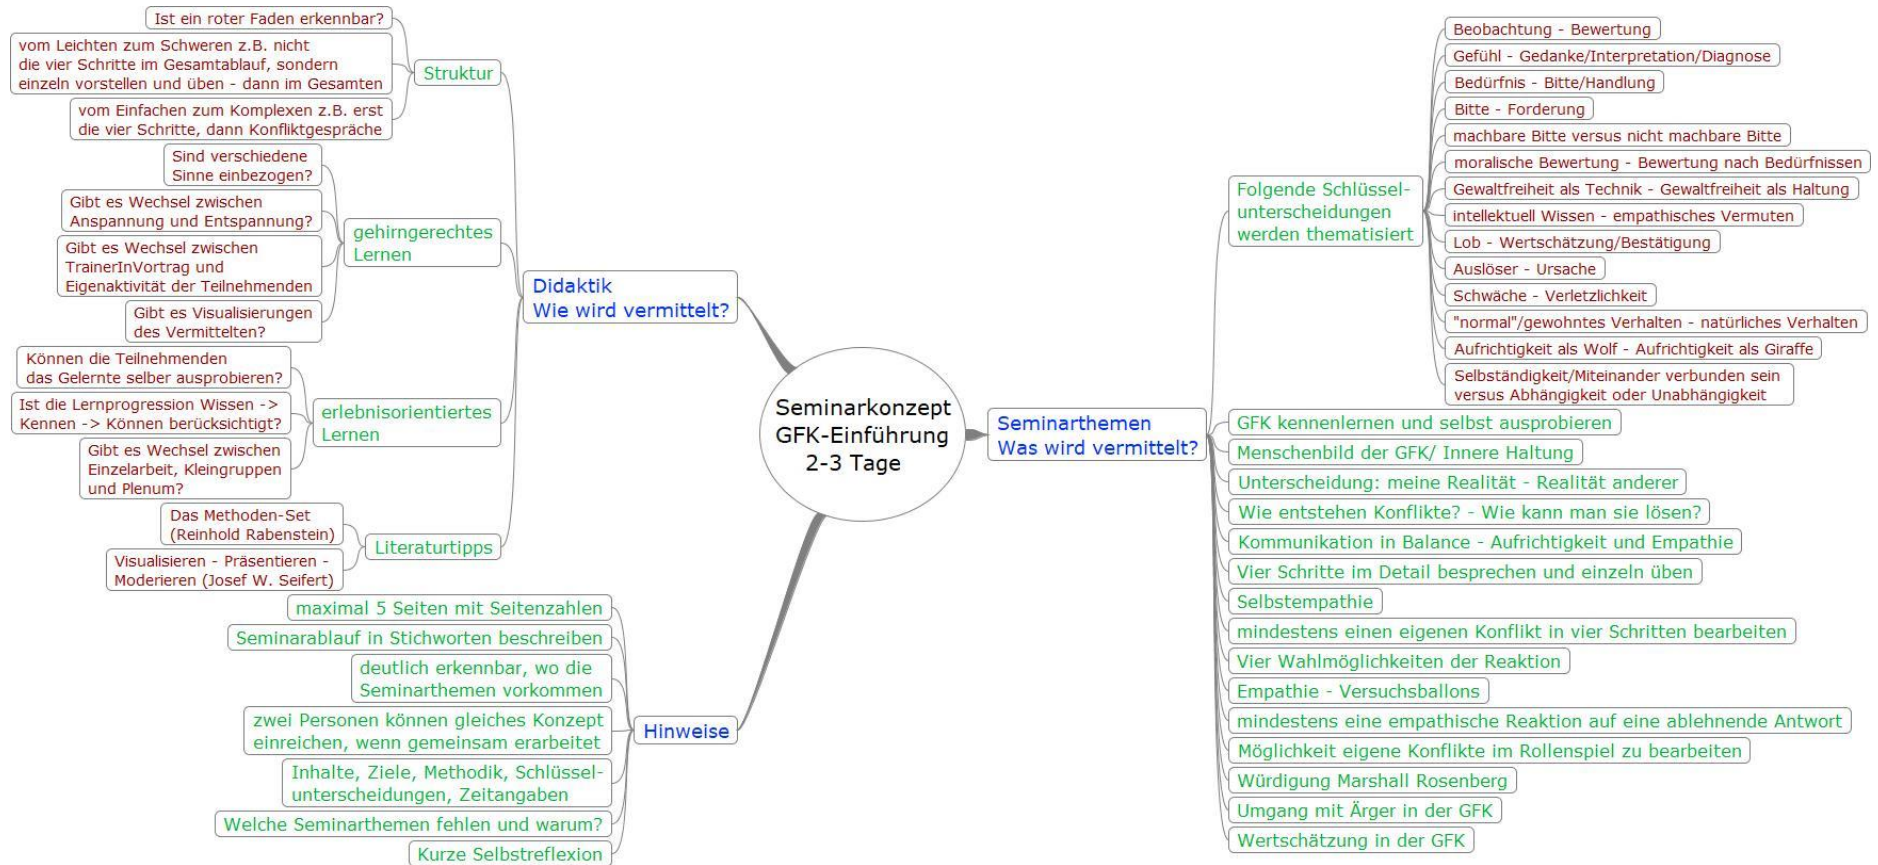 Seminarkonzept
GFK-Einführung
2-3 Tage
Didaktik
Wie wird vermittelt?
Struktur
Ist ein roter Faden erkennbar?
vom Leichten zum Schweren z.B. nicht
die vier Schritte im Gesamtablauf, sondern
einzeln vorstellen und üben - dann im Gesamten
vom Einfachen zum Komplexen z.B. erst
die vier Schritte, dann Konfliktgespräche
gehirngerechtes
Lernen
Sind verschiedene
Sinne einbezogen?
Gibt es Wechsel zwischen
Anspannung und Entspannung?
Gibt es Wechsel zwischen
TrainerInVortrag und
Eigenaktivität der Teilnehmenden
Gibt es Visualisierungen
des Vermittelten?
erlebnisorientiertes
Lernen
Können die Teilnehmenden
das Gelernte selber ausprobieren?
Ist die Lernprogression Wissen ->
Kennen -> Können berücksichtigt?
Gibt es Wechsel zwischen
Einzelarbeit, Kleingruppen
und Plenum?
Literaturtipps
Das Methoden-Set
(Reinhold Rabenstein)
Visualisieren - Präsentieren -
Moderieren (Josef W. Seifert)
Hinweise
maximal 5 Seiten mit Seitenzahlen
Seminarablauf in Stichworten beschreiben
deutlich erkennbar, wo die
Seminarthemen vorkommen
zwei Personen können gleiches Konzept
einreichen, wenn gemeinsam erarbeitet
Inhalte, Ziele, Methodik, Schlüssel-
unterscheidungen, Zeitangaben
Welche Seminarthemen fehlen und warum?
Kurze Selbstreflexion
Seminarthemen
Was wird vermittelt?
Folgende Schlüssel-
unterscheidungen
werden thematisiert
Beobachtung - Bewertung
Gefühl - Gedanke/Interpretation/Diagnose
Bedürfnis - Bitte/Handlung
Bitte - Forderung
machbare Bitte versus nicht machbare Bitte
moralische Bewertung - Bewertung nach Bedürfnissen
Gewaltfreiheit als Technik - Gewaltfreiheit als Haltung
intellektuell Wissen - empathisches Vermuten
Lob - Wertschätzung/Bestätigung
Auslöser - Ursache
Schwäche - Verletzlichkeit
"normal"/gewohntes Verhalten - natürliches Verhalten
Aufrichtigkeit als Wolf - Aufrichtigkeit als Giraffe
Selbständigkeit/Miteinander verbunden sein
versus Abhängigkeit oder Unabhängigkeit
GFK kennenlernen und selbst ausprobieren
Menschenbild der GFK/ Innere Haltung
Unterscheidung: meine Realität - Realität anderer
Wie entstehen Konflikte? - Wie kann man sie lösen?
Kommunikation in Balance - Aufrichtigkeit und Empathie
Vier Schritte im Detail besprechen und einzeln üben
Selbstempathie
mindestens einen eigenen Konflikt in vier Schritten bearbeiten
Vier Wahlmöglichkeiten der Reaktion
Empathie - Versuchsballons
mindestens eine empathische Reaktion auf eine ablehnende Antwort
Möglichkeit eigene Konflikte im Rollenspiel zu bearbeiten
Würdigung Marshall Rosenberg
Umgang mit Ärger in der GFK
Wertschätzung in der GFK